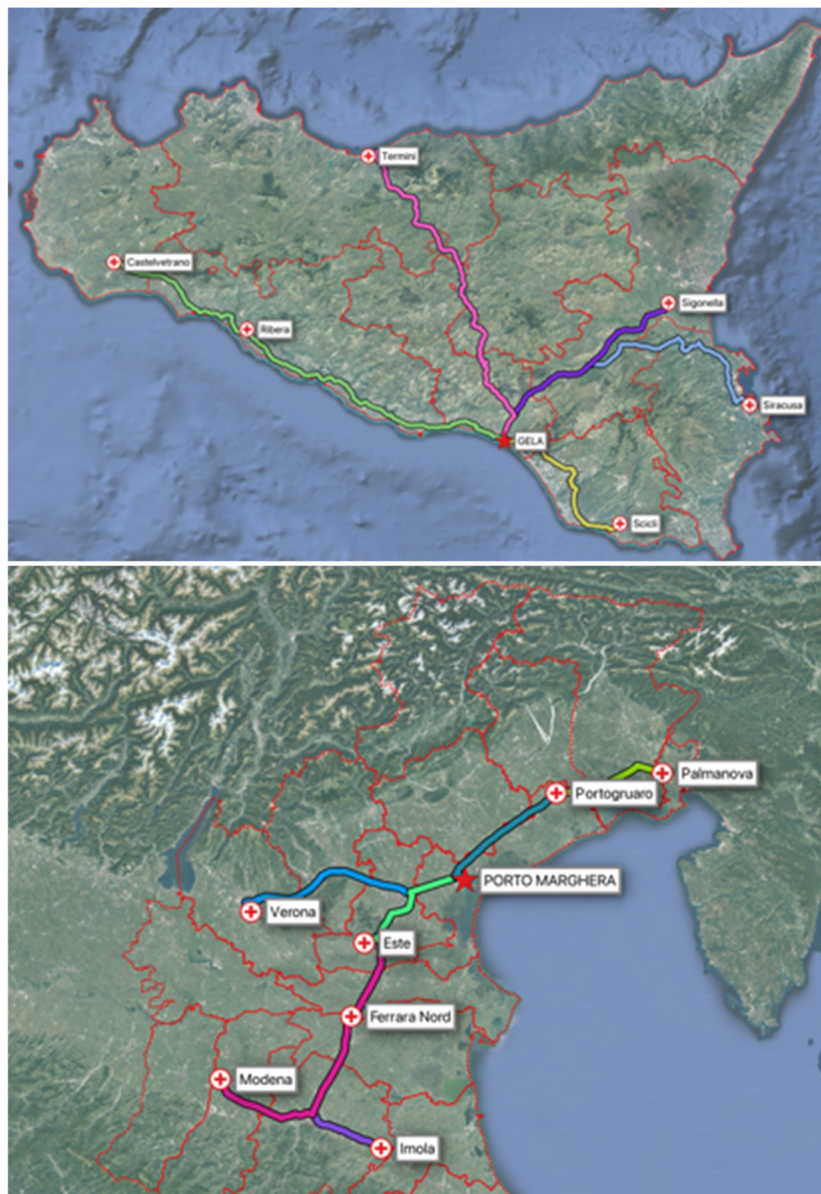 Termini
Castelvetrano
Ribera
Sigonella
Siracusa
GELA
Scicli
Palmanova
Portogruaro
PORTO MARGHERA
Verona
Este
Ferrara Nord
Modena
Imola